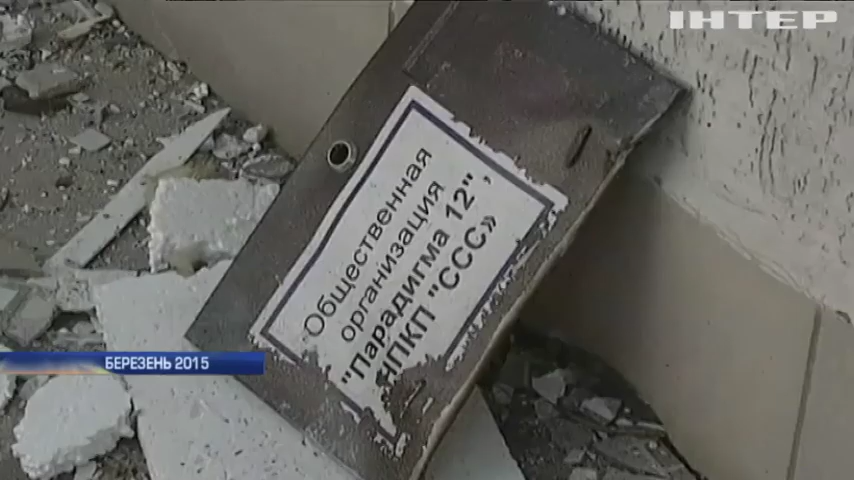 ІНТЕР
Общественная
организация
"Парадигма 12",
НПКП "ССС»
БЕРЕЗЕНЬ 2015